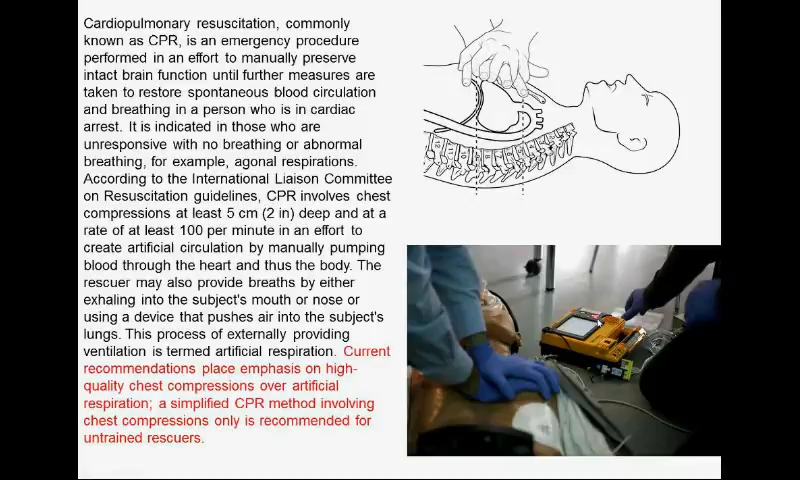 Cardiopulmonary resuscitation, commonly
known as CPR, is an emergency procedure
performed in an effort to manually preserve
intact brain function until further measures are
taken to restore spontaneous blood circulation
and breathing in a person who is in cardiac
arrest. It is indicated in those who are
unresponsive with no breathing or abnormal
breathing, for example, agonal respirations.
According to the International Liaison Committee
on Resuscitation guidelines, CPR involves chest
compressions at least 5 cm (2 in) deep and at a
rate of at least 100 per minute in an effort to
create artificial circulation by manually pumping
blood through the heart and thus the body. The
rescuer may also provide breaths by either
exhaling into the subject's mouth or nose or
using a device that pushes air into the subject's
lungs. This process of externally providing
ventilation is termed artificial respiration. Current
recommendations place emphasis on high-
quality chest compressions over artificial
respiration; a simplified CPR method involving
chest compressions only is recommended for
untrained rescuers.